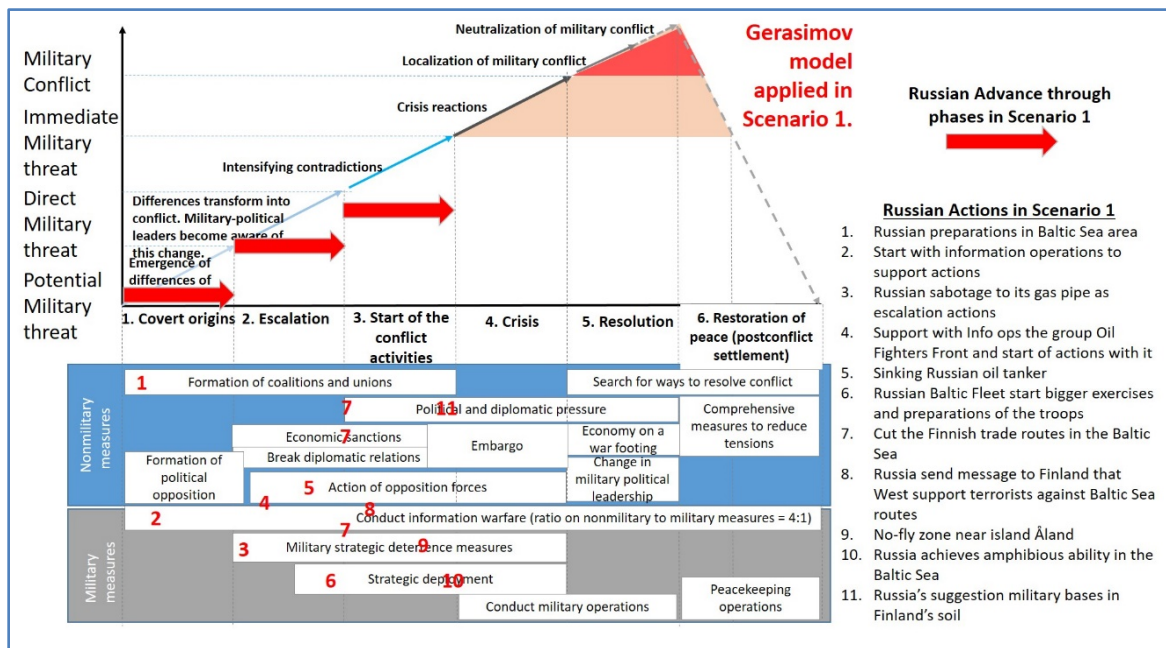 Neutralization of military conflict
Localization of military conflict
Crisis reactions
Intensifying contradictions
Differences transform into
conflict. Military-political
leaders become aware of
this change.
Emergence of
differences of
Military
Conflict
Immediate
Military
threat
Direct
Military
threat
Potential
Military
threat
Gerasimov
model
applied in
Scenario 1.
Russian Advance through
phases in Scenario 1
1. Covert origins
2. Escalation
3. Start of the
conflict
activities
4. Crisis
5. Resolution
6. Restoration of
peace (postconflict
settlement)
Nonmilitary
measures
1
Formation of coalitions and unions
Search for ways to resolve conflict
7
11
Political and diplomatic pressure
Comprehensive
measures to reduce
tensions
7
Economic sanctions
Embargo
Economy on a
war footing
Break diplomatic relations
Formation of
political
opposition
5
Action of opposition forces
Change in
military political
leadership
4
8
2
Conduct information warfare (ratio on nonmilitary to military measures = 4:1)
7
Military
measures
3
Military strategic deterrence measures
9
6
Strategic deployment
10
Conduct military operations
Peacekeeping
operations
Russian Actions in Scenario 1
1. Russian preparations in Baltic Sea area
2. Start with information operations to
support actions
3. Russian sabotage to its gas pipe as
escalation actions
4. Support with Info ops the group Oil
Fighters Front and start of actions with it
5. Sinking Russian oil tanker
6. Russian Baltic Fleet start bigger exercises
and preparations of the troops
7. Cut the Finnish trade routes in the Baltic
Sea
8. Russia send message to Finland that
West support terrorists against Baltic Sea
routes
9. No-fly zone near island Åland
10. Russia achieves amphibious ability in the
Baltic Sea
11. Russia's suggestion military bases in
Finland's soil